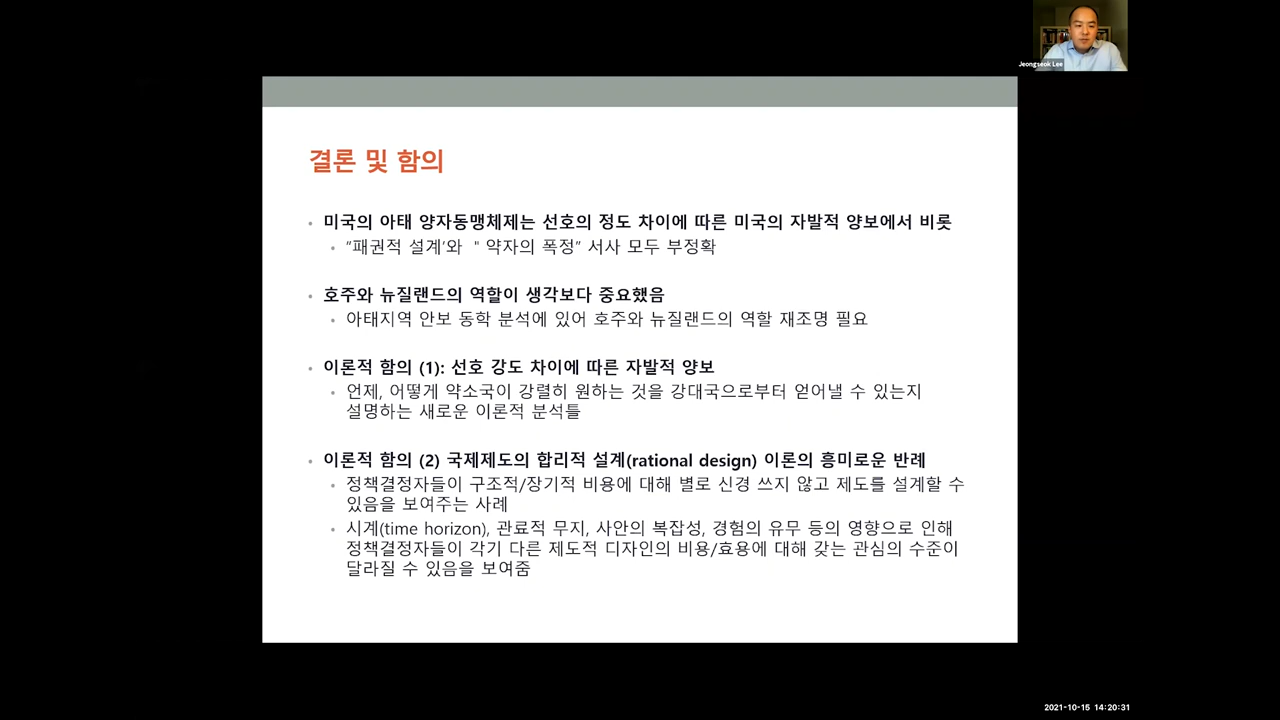 Jeongseok Lee
결론 및 함의
미국의 아태 양자동맹체제는 선호의 정도 차이에 따른 미국의 자발적 양보에서 비롯
“패권적 설계’와 " 약자의 폭정” 서사 모두 부정확
호주와 뉴질랜드의 역할이 생각보다 중요했음
아태지역 안보 동학 분석에 있어 호주와 뉴질랜드의 역할 재조명 필요
이론적 함의 (1): 선호 강도 차이에 따른 자발적 양보
언제, 어떻게 약소국이 강렬히 원하는 것을 강대국으로부터 얻어낼 수 있는지
설명하는 새로운 이론적 분석틀
이론적 함의 (2) 국제제도의 합리적 설계(rational design) 이론의 흥미로운 반례
정책결정자들이 구조적/장기적 비용에 대해 별로 신경 쓰지 않고 제도를 설계할 수
있음을 보여주는 사례
시계(time horizon), 관료적 무지, 사안의 복잡성, 경험의 유무 등의 영향으로 인해
정책결정자들이 각기 다른 제도적 디자인의 비용/효용에 대해 갖는 관심의 수준이
달라질 수 있음을 보여줌
2021-10-15 14:20:31